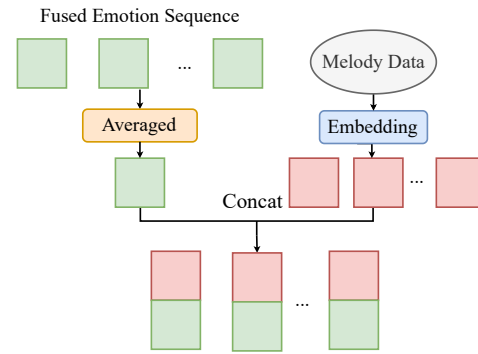 Fused Emotion Sequence
...
Melody Data
Averaged
Embedding
...
Concat
...